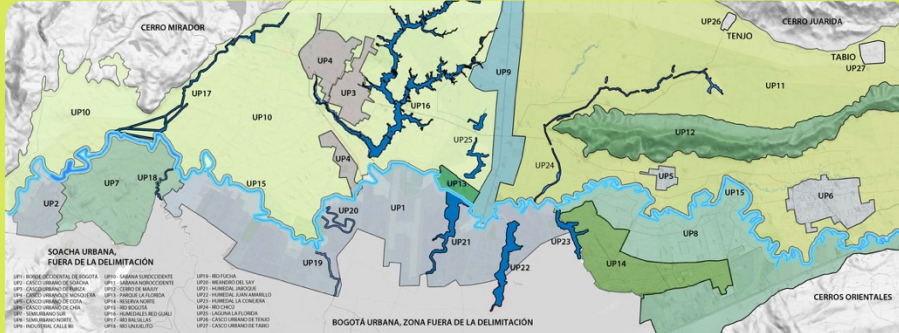 CERRO MIRADOR
UP26
TENJO
CERRO JUARIDA
TABIO
UP27
UP4
UP9
UP17
UP3
UP16
UP11
UP10
UP10
UP12
UP25
UP4
UP24
UP5
UP18
UP13
UP7
UP15
UP15
UP6
UP2
UP20
UP1
UP8
UP21
UP23
UP19
UP22
UP14
SOACHA URBANA,
FUERA DE LA DELIMITACIÓN
UP1 - BORDE OCCIDENTAL DE BOGOTÁ
UP2 - CASCO URBANO DE SOACHA
UP3 - CASCO URBANO DE FUNZA
UP4 - CASCO URBANO DE MOSQUERA
UP5 - CASCO URBANO DE COTA
UP6 - CASCO URBANO DE CHÍA
UP7 - SEMIURBANO SUR
UP8 - SEMIURBANO NORTE
UP9 - INDUSTRIAL CALLE 80
UP10 - SABANA SUROCCIDENTE
UP11 - SABANA NOROCCIDENTE
UP12 - CERRO DE MAJUY
UP13 - PARQUE LA FLORIDA
UP14 - RESERVA NORTE
UP15 - RÍO BOGOTÁ
UP16 - HUMEDALES RED GUALÍ
UP17 - RÍO BALSILLAS
UP18 - RÍO TUNJUELITO
UP19 - RÍO FUCHA
UP20 - MEANDRO DEL SAY
UP21 - HUMEDAL JABOQUE
UP22 - HUMEDAL JUAN AMARILLO
UP23 - HUMEDAL LA CONEJERA
UP24 - RÍO CHICÚ
UP25 - LAGUNA LA FLORIDA
UP26 - CASCO URBANO DE TENJO
UP27 - CASCO URBANO DE TABIO
BOGOTÁ URBANA, ZONA FUERA DE LA DELIMITACIÓN
CERROS ORIENTALES